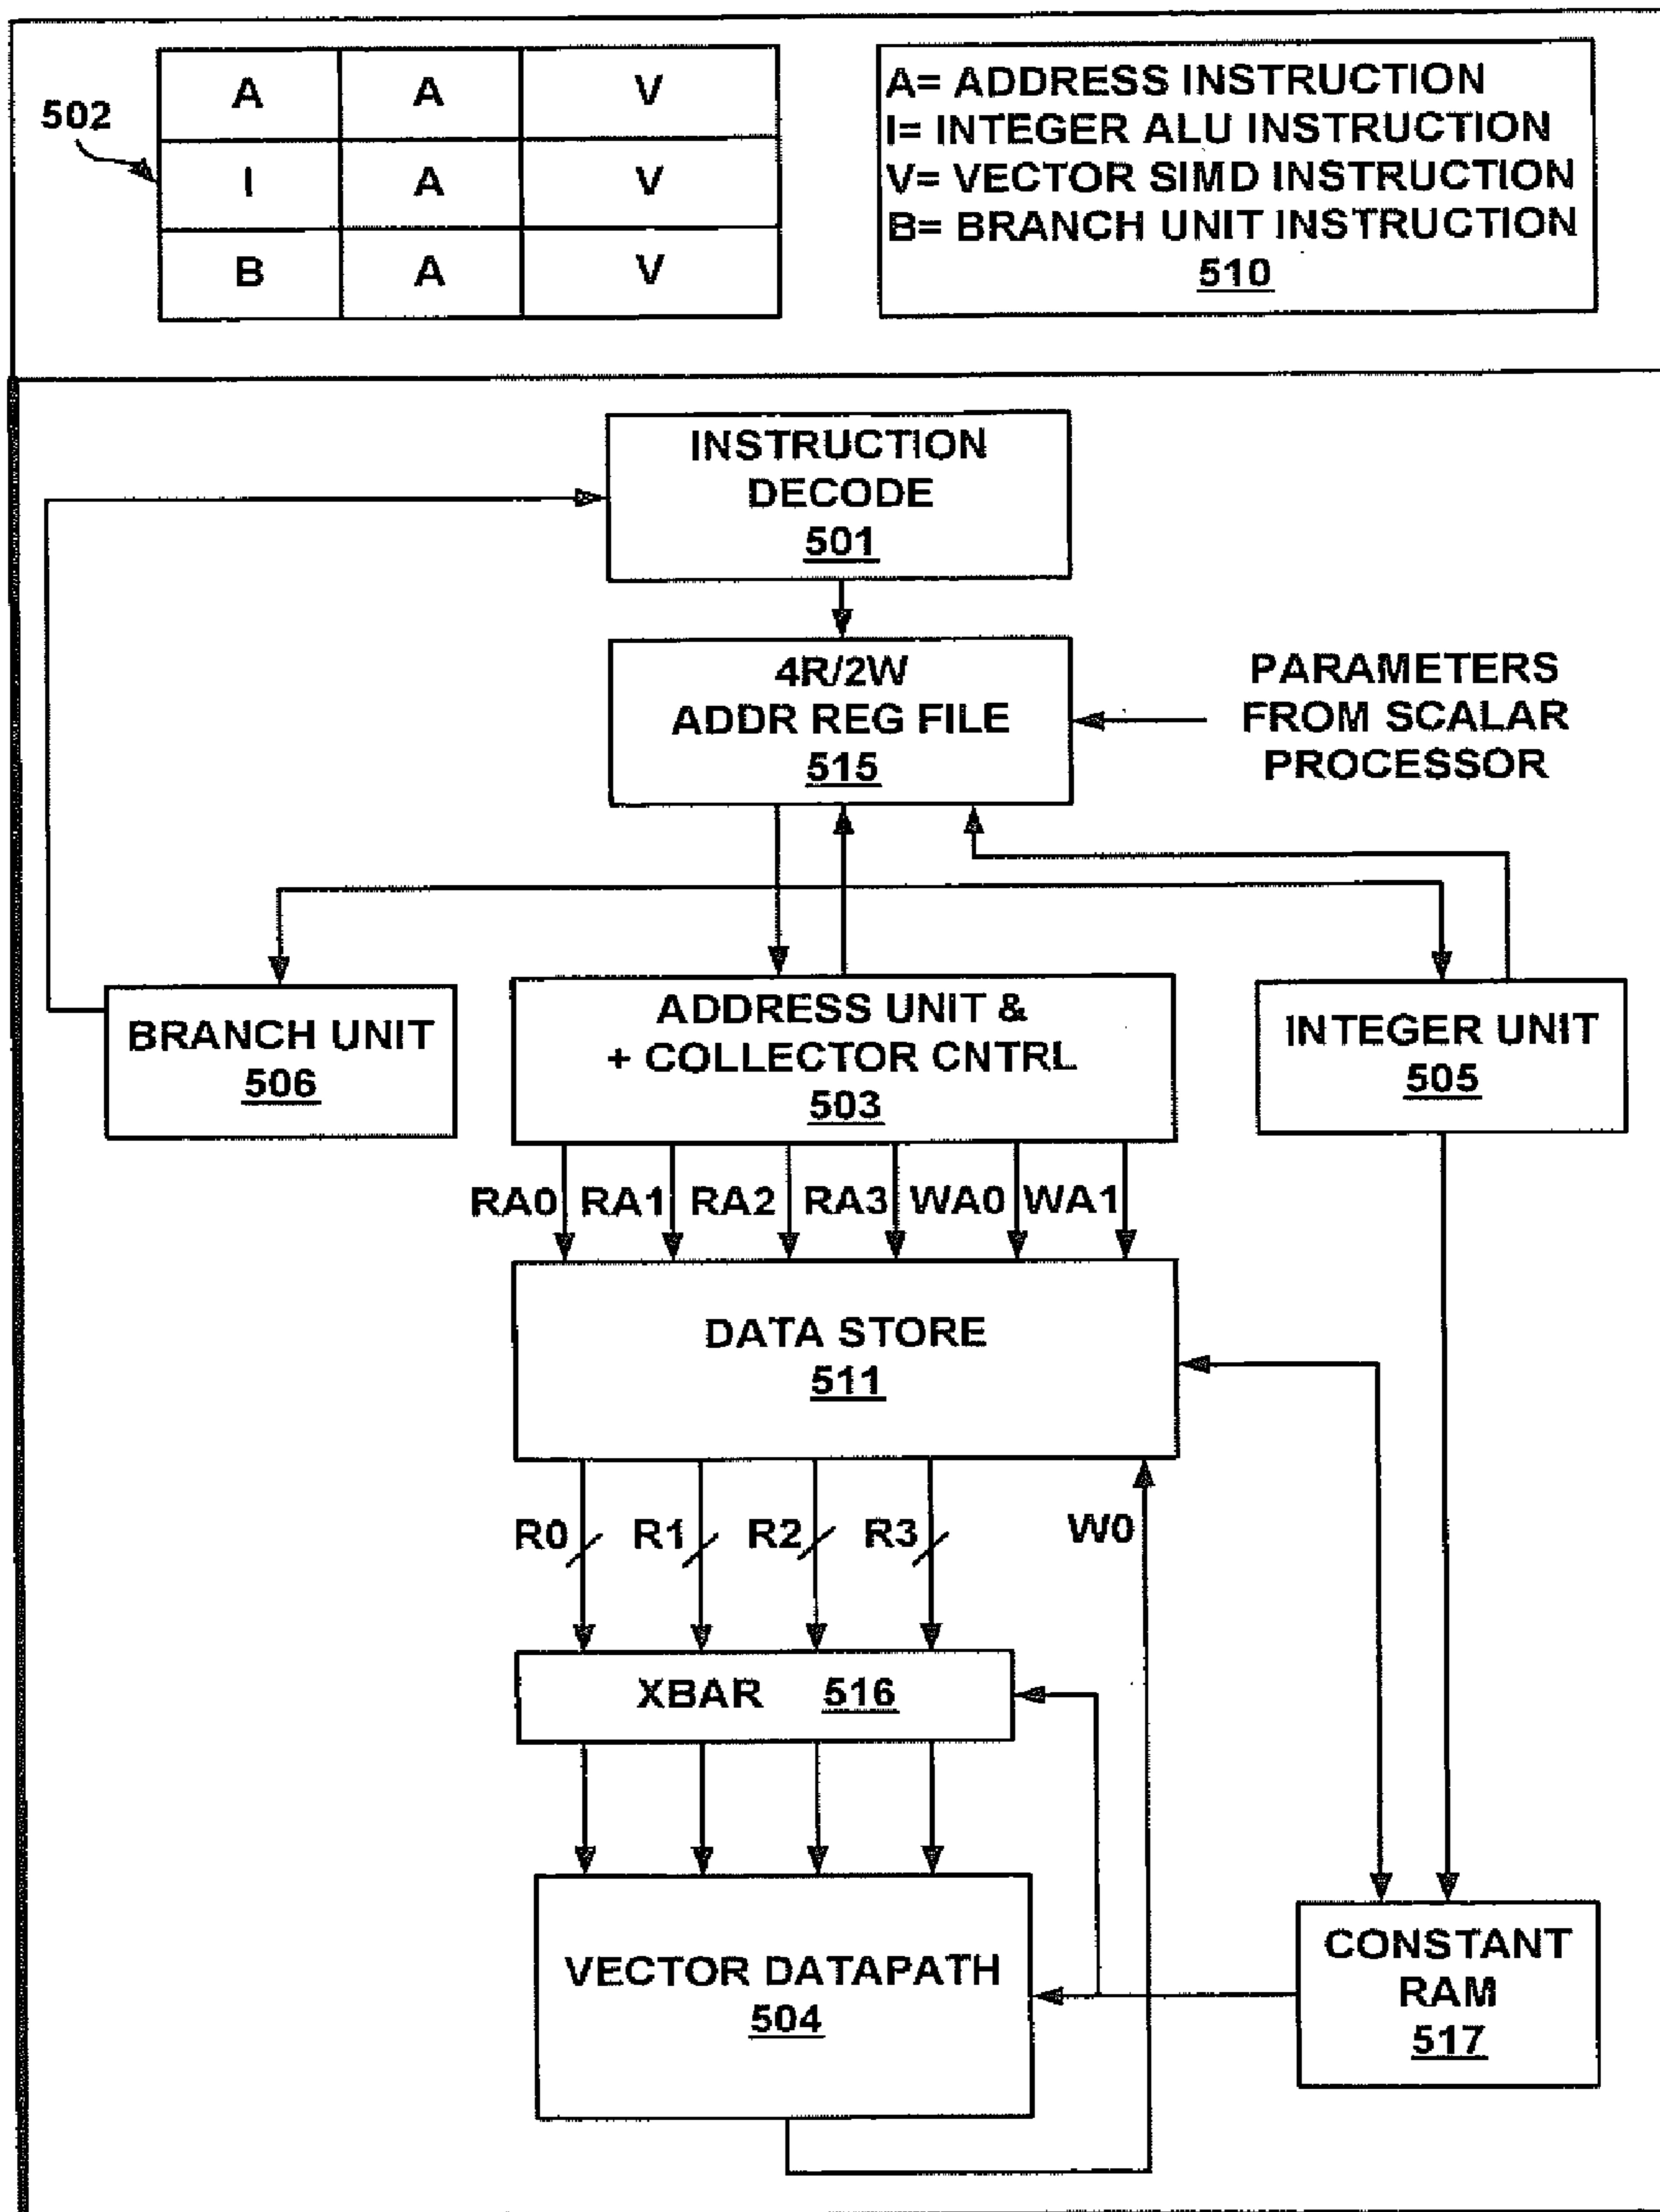 502
A A V
I A V
B A V
A= ADDRESS INSTRUCTION
I= INTEGER ALU INSTRUCTION
V= VECTOR SIMD INSTRUCTION
B= BRANCH UNIT INSTRUCTION
510
INSTRUCTION
DECODE
501
4R/2W
ADDR REG FILE
515
PARAMETERS
FROM SCALAR
PROCESSOR
BRANCH UNIT
506
ADDRESS UNIT &
+ COLLECTOR CNTRL
503
INTEGER UNIT
505
RA0 RA1 RA2 RA3 WA0 WA1
DATA STORE
511
R0 R1 R2 R3 W0
XBAR 516
VECTOR DATAPATH
504
CONSTANT
RAM
517